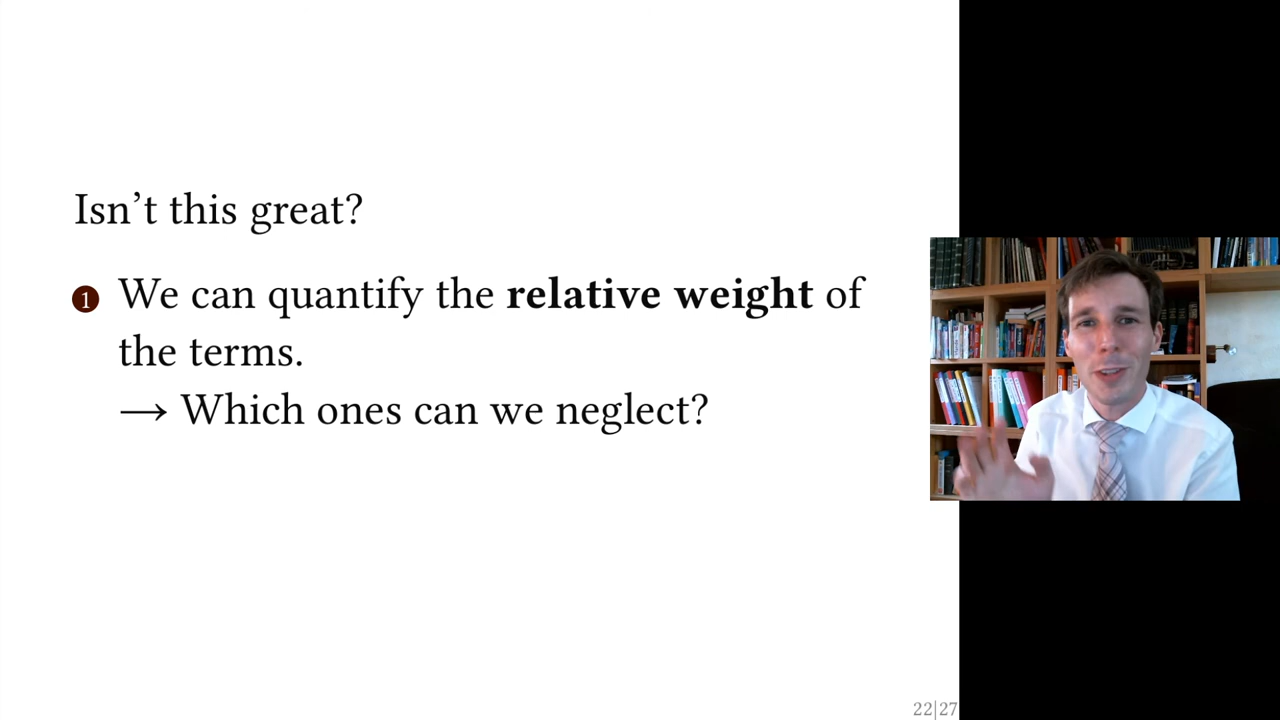 Isn’t this great?
1 We can quantify the relative weight of
the terms.
→ Which ones can we neglect?
22|27